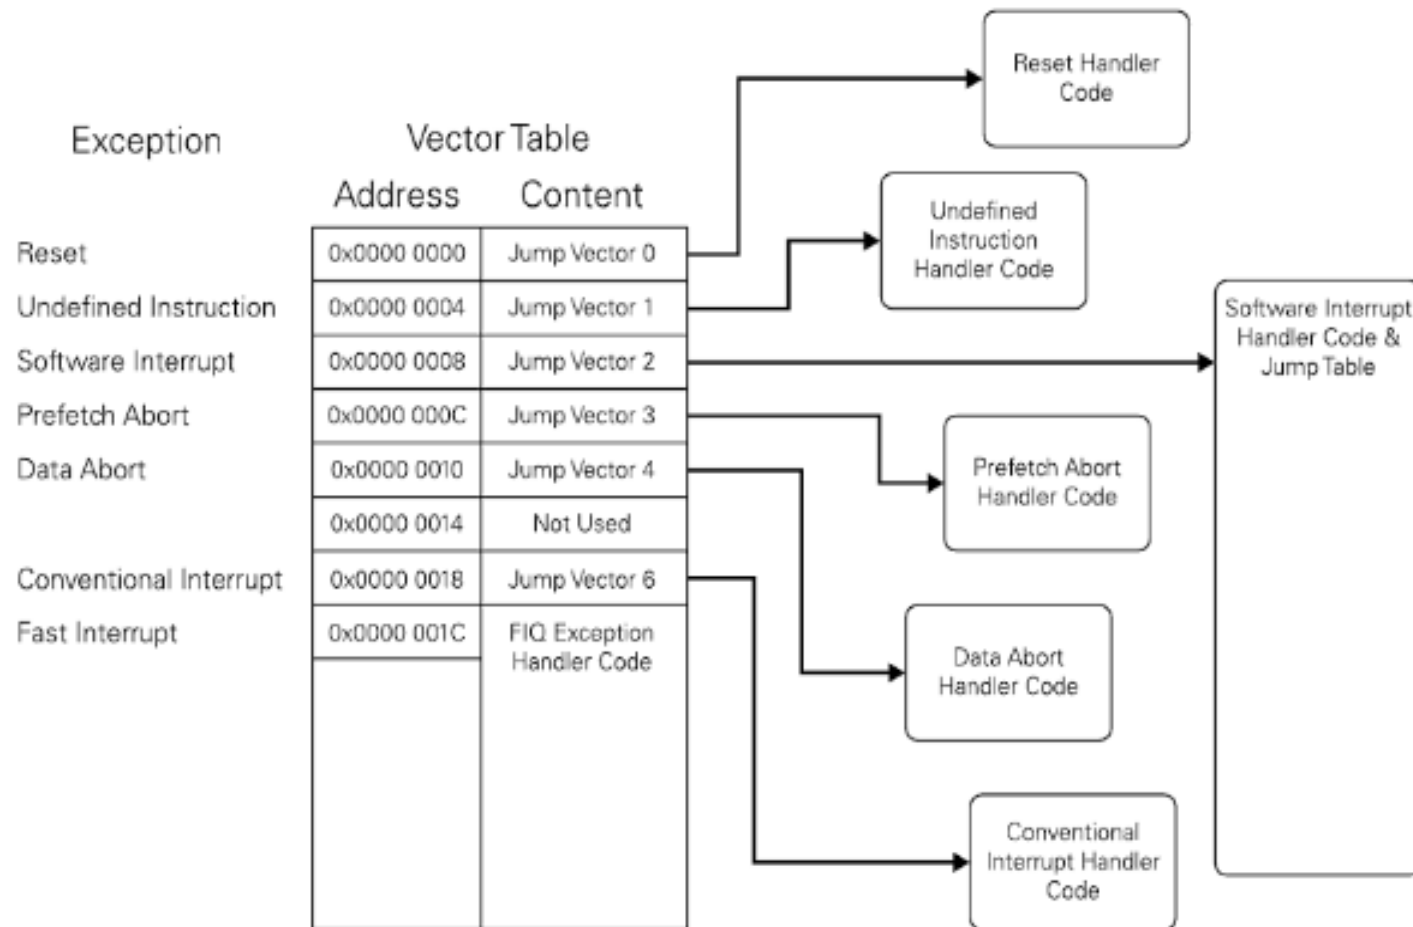 Exception
Vector Table
Address Content
Reset 0x0000 0000 Jump Vector 0
Undefined Instruction 0x0000 0004 Jump Vector 1
Software Interrupt 0x0000 0008 Jump Vector 2
Prefetch Abort 0x0000 000C Jump Vector 3
Data Abort 0x0000 0010 Jump Vector 4
0x0000 0014 Not Used
Conventional Interrupt 0x0000 0018 Jump Vector 6
Fast Interrupt 0x0000 001C FIQ Exception
Handler Code
Reset Handler
Code
Undefined
Instruction
Handler Code
Software Interrupt
Handler Code &
Jump Table
Prefetch Abort
Handler Code
Data Abort
Handler Code
Conventional
Interrupt Handler
Code